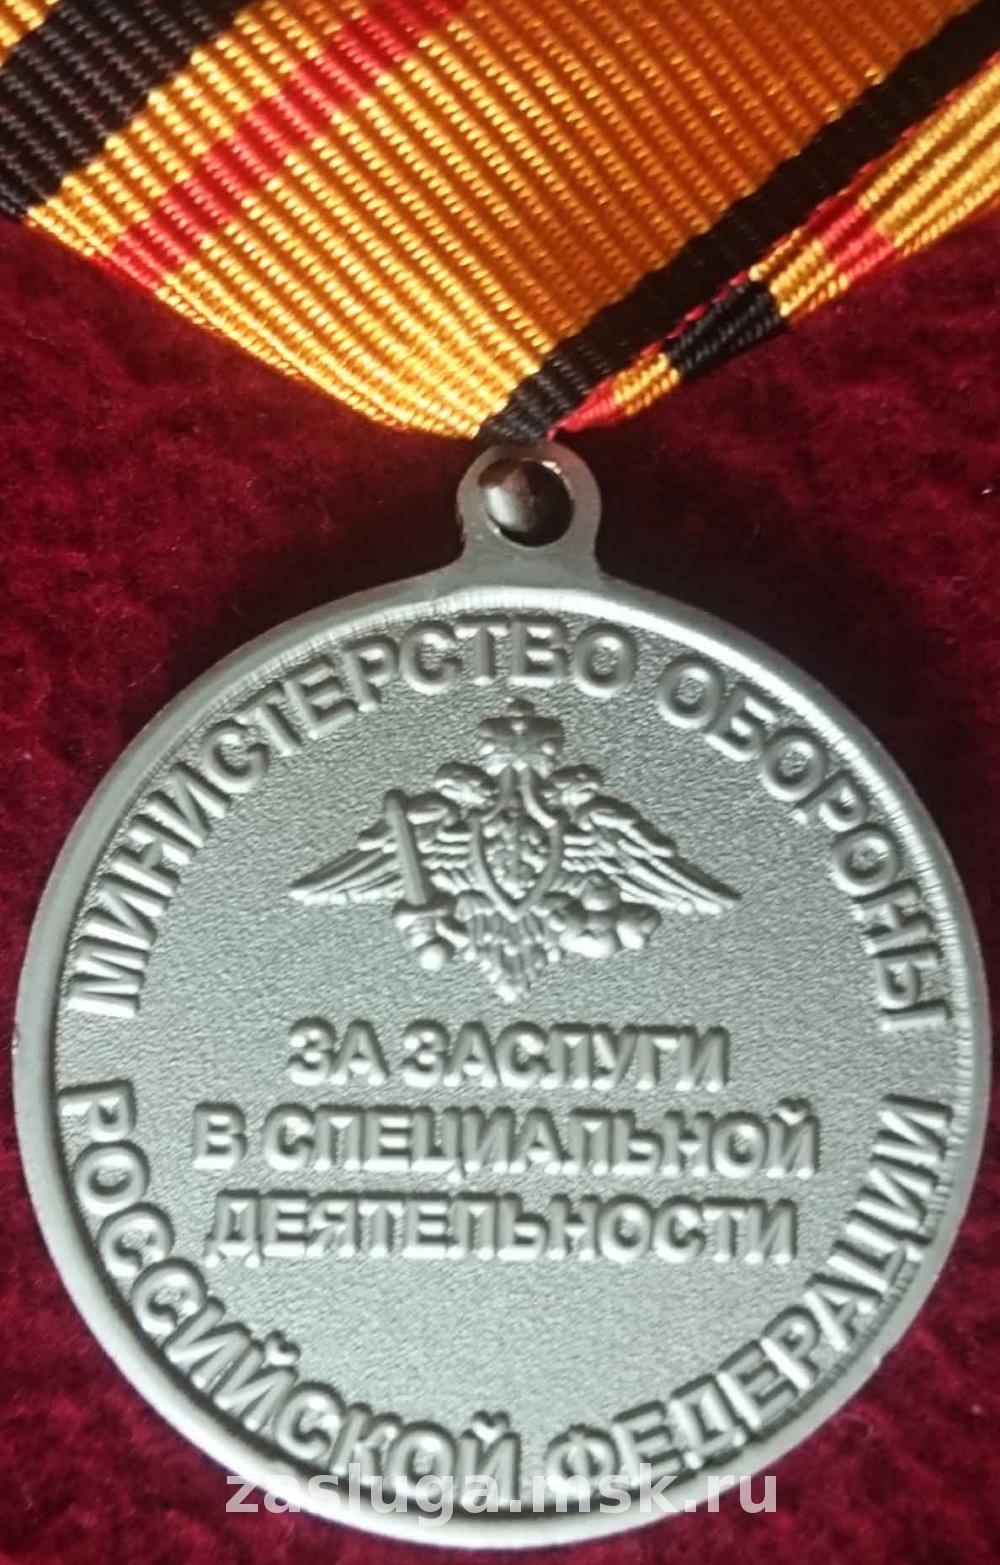 МИНИСТЕРСТВО ОБОРОНЫ
ЗА ЗАСЛУГИ
В СПЕЦИАЛЬНОЙ
ДЕЯТЕЛЬНОСТИ
РОССИЙСКОЙ ФЕДЕРАЦИИ
zasluga.msk.ru